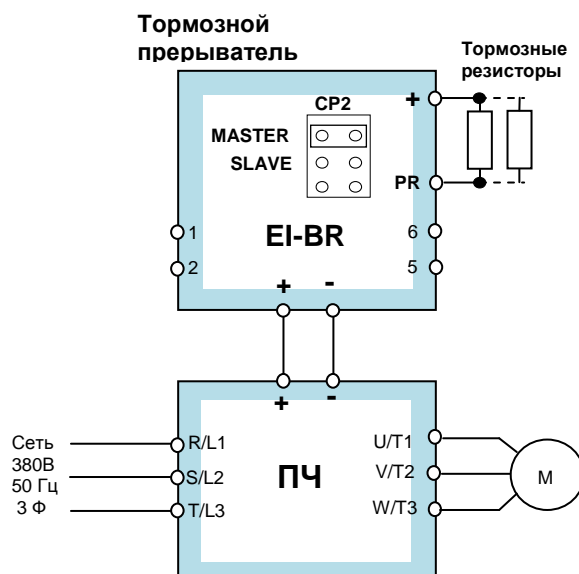 Тормозной
прерыватель
Тормозные
резисторы
CP2
+
MASTER
SLAVE
PR
1
EI-BR
6
2
5
+ -
+ -
Сеть
380В
50 Гц
3 Ф
R/L1
S/L2
T/L3
ПЧ
U/T1
V/T2
W/T3
М